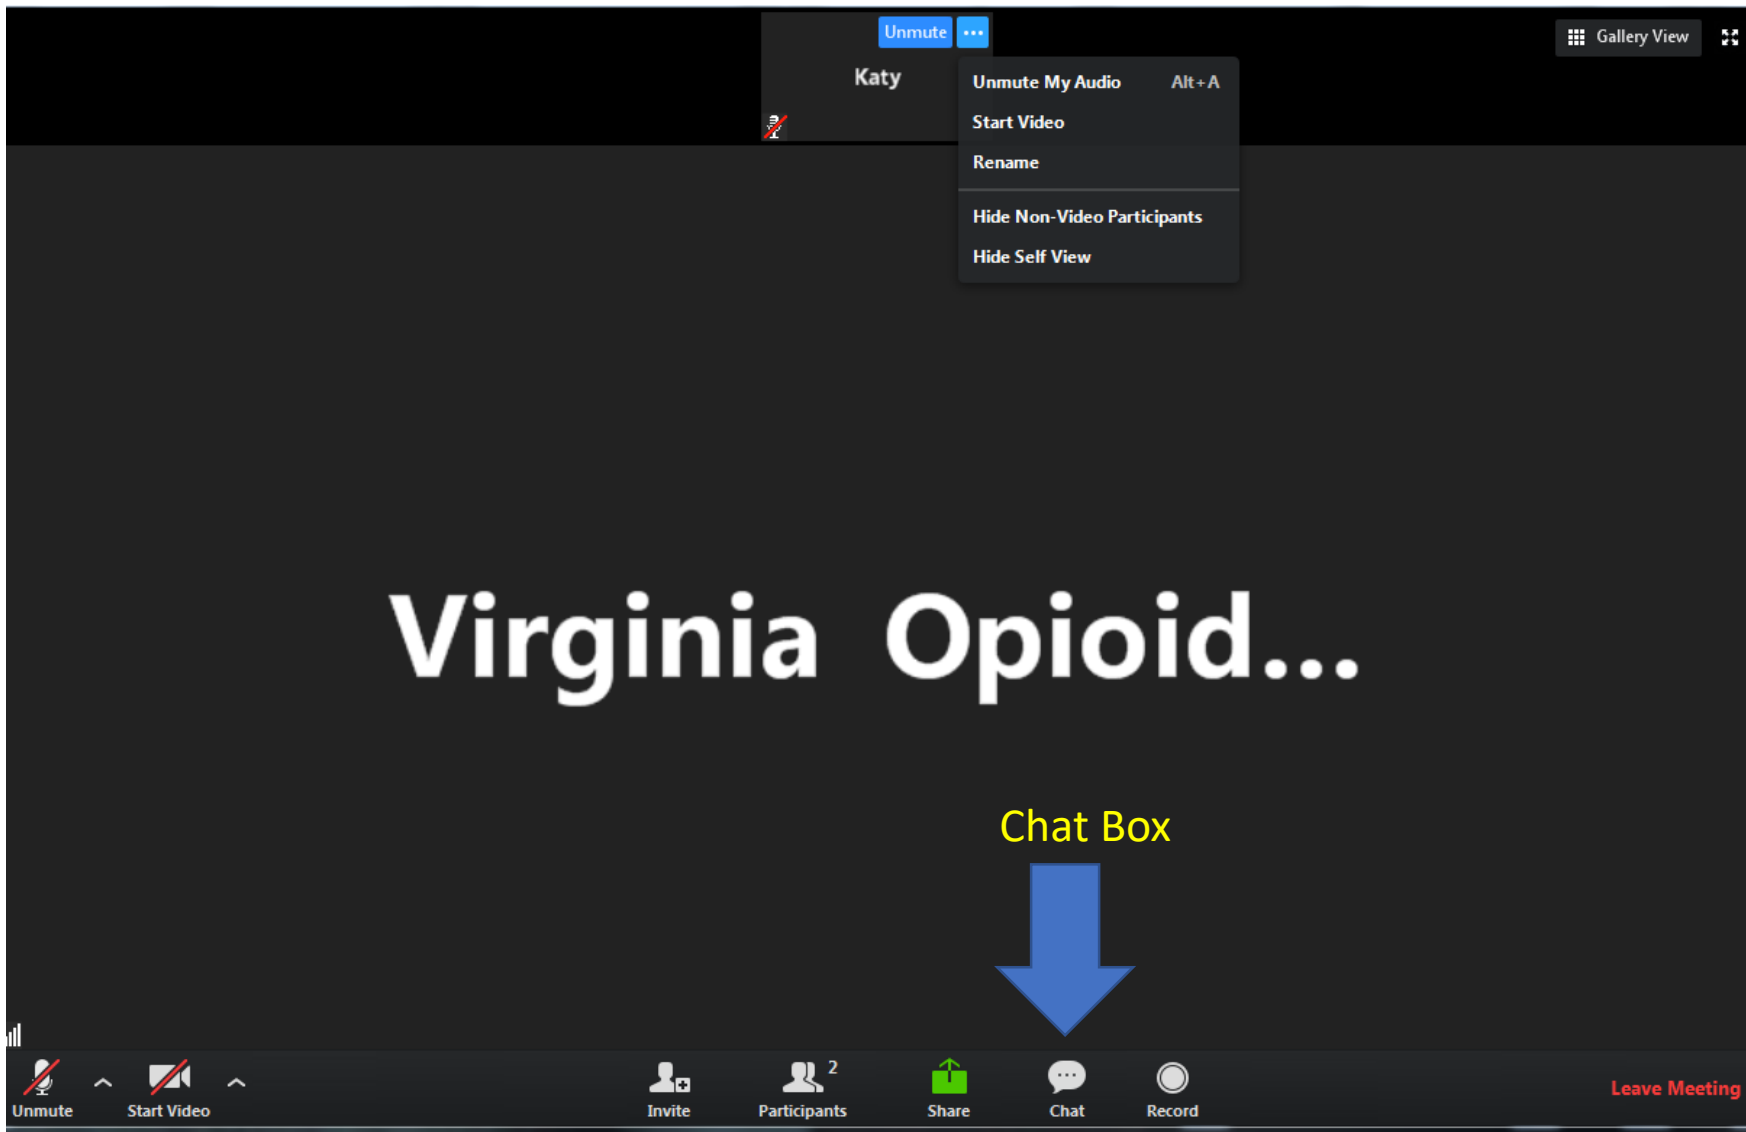 Unmute ...
Gallery View
Katy
Unmute My Audio Alt+A
Start Video
Rename
Hide Non-Video Participants
Hide Self View
Virginia Opioid...
Chat Box
2
Unmute
Start Video
Invite
Participants
Share
Chat
Record
Leave Meeting